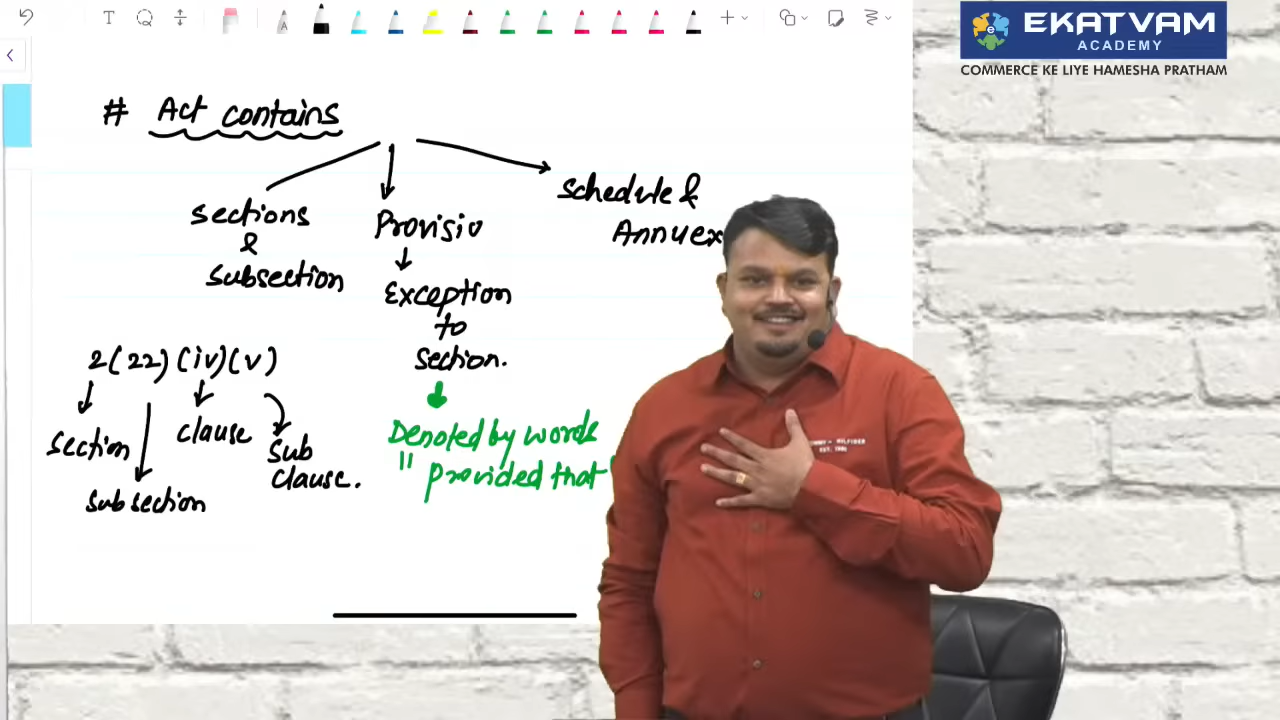 EKATVAM
ACADEMY
COMMERCE KE LIYE HAMESHA PRATHAM
# Act contains
Sections
&
Subsection
Provisio
Exception
to
section.
Denoted by words
" provided that
Schedule &
Annuex
2(22)(iv)(v)
section
Subsection
clause
Sub
clause.